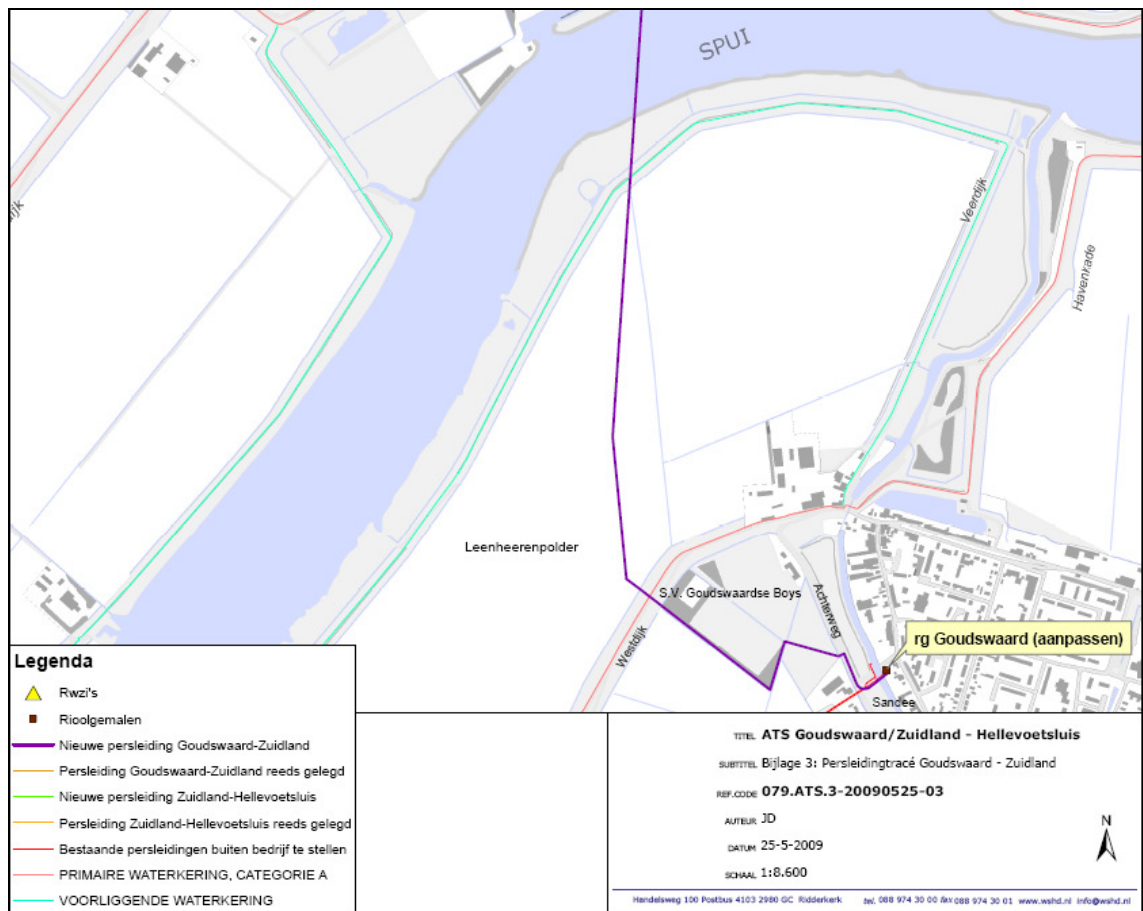 SPUI
Veerdijk
Havenkade
Leenheerenpolder
S.V. Goudswaardse Boys
Achterweg
Westdijk
rg Goudswaard (aanpassen)
Sandee
Legenda
Rwzi's
Rioolgemalen
Nieuwe persleiding Goudswaard-Zuidland
Persleiding Goudswaard-Zuidland reeds gelegd
Nieuwe persleiding Zuidland-Hellevoetsluis
Persleiding Zuidland-Hellevoetsluis reeds gelegd
Bestaande persleidingen buiten bedrijf te stellen
PRIMAIRE WATERKERING, CATEGORIE A
VOORLIGGENDE WATERKERING
TITEL ATS Goudswaard/Zuidland - Hellevoetsluis
SUBTITEL Bijlage 3: Persleidingtracé Goudswaard - Zuidland
REF.CODE 079.ATS.3-20090525-03
AUTEUR JD
DATUM 25-5-2009
SCHAAL 1:8.600
N
Handelsweg 100 Postbus 4103 2980 GC Ridderkerk tel. 088 974 30 00 fax 088 974 30 01 www.wshd.nl info@wshd.nl